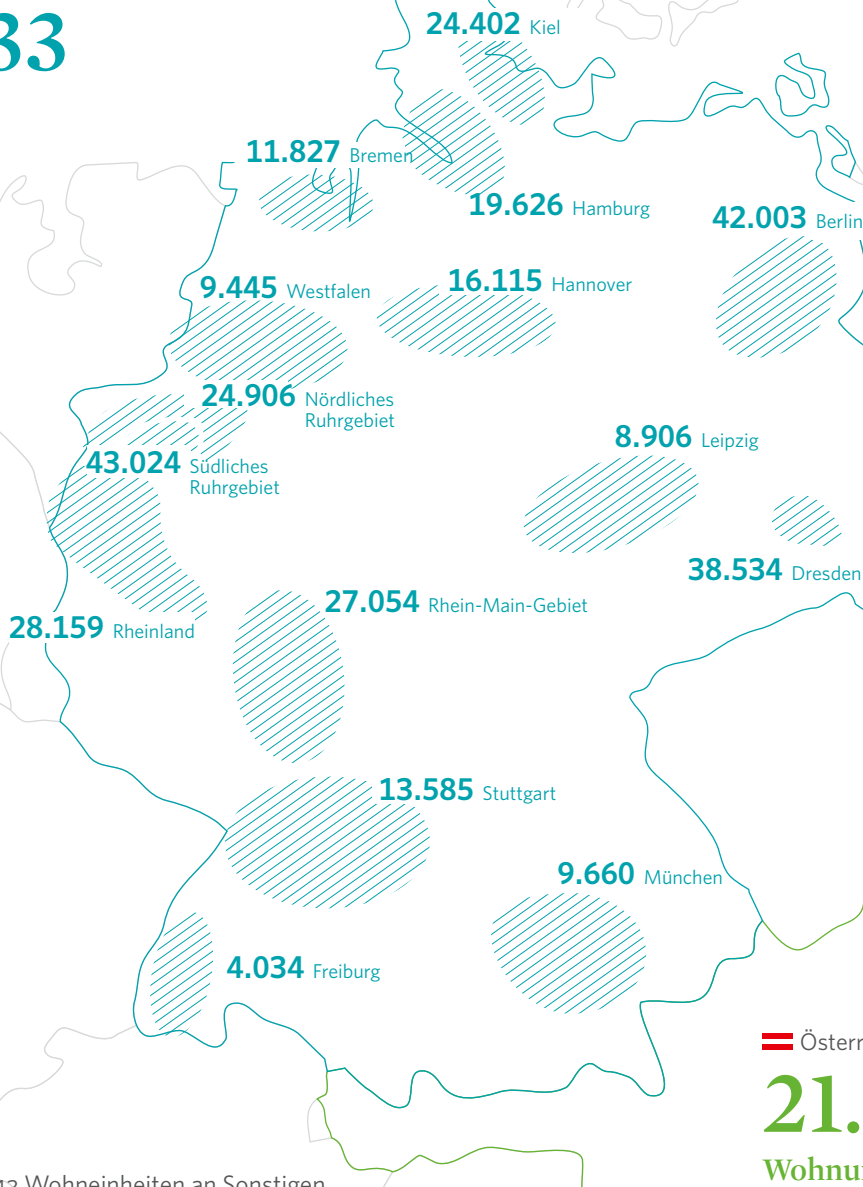 33
24.402 Kiel
11.827 Bremen
19.626 Hamburg
42.003 Berlin
9.445 Westfalen
16.115 Hannover
24.906 Nördliches
Ruhrgebiet
8.906 Leipzig
43.024 Südliches
Ruhrgebiet
38.534 Dresden
27.054 Rhein-Main-Gebiet
28.159 Rheinland
13.585 Stuttgart
9.660 München
4.034 Freiburg
Österr
21.
Wohnu
Wohneinheiten an Sonstigen